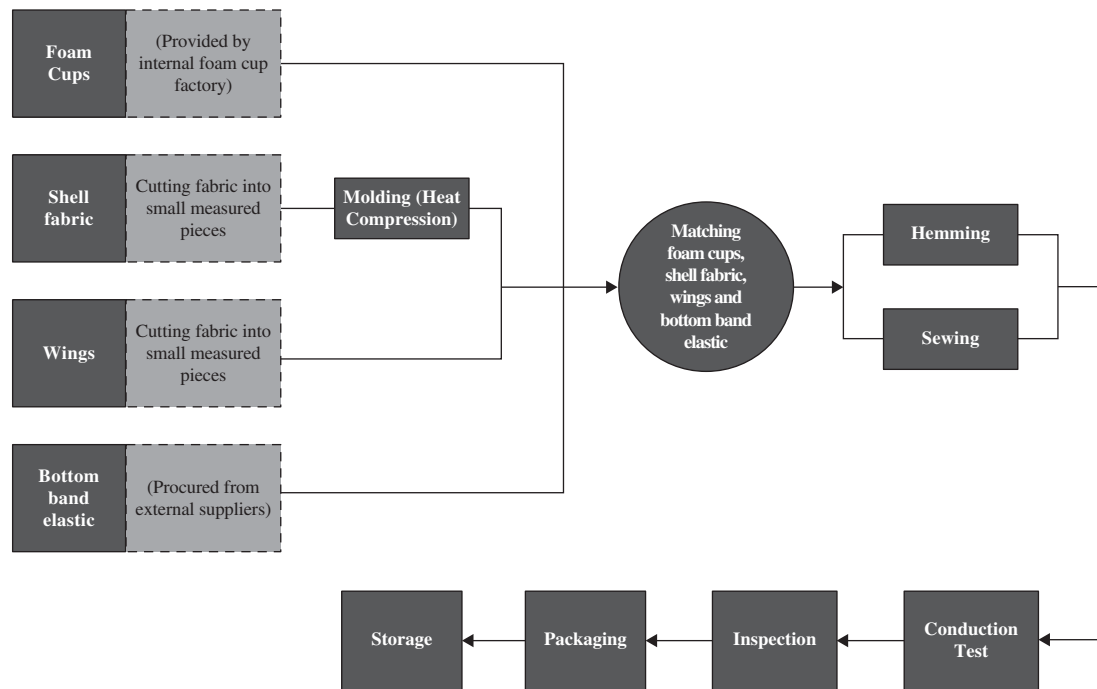 Foam
Cups
(Provided by
internal foam cup
factory)
Shell
fabric
Cutting fabric into
small measured
pieces
Molding (Heat
Compression)
Wings
Cutting fabric into
small measured
pieces
Bottom
band
elastic
(Procured from
external suppliers)
Matching
foam cups,
shell fabric,
wings and
bottom band
elastic
Hemming
Sewing
Storage
Packaging
Inspection
Conduction
Test